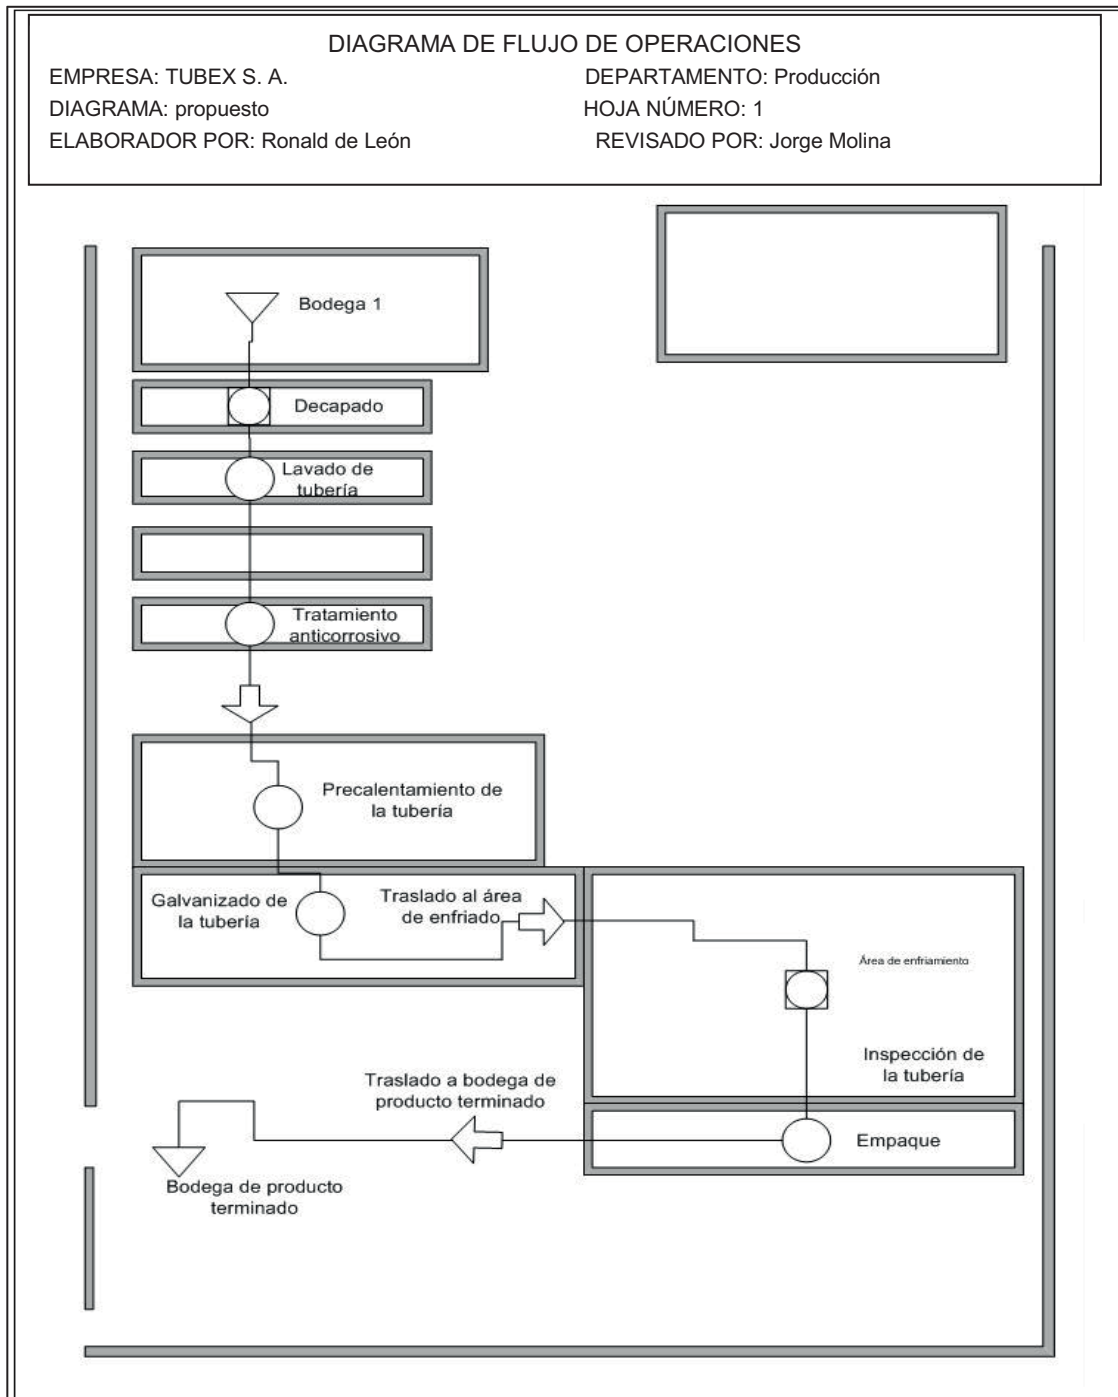 DIAGRAMA DE FLUJO DE OPERACIONES
EMPRESA: TUBEX S. A.
DEPARTAMENTO: Producción
DIAGRAMA: propuesto
HOJA NÚMERO: 1
ELABORADOR POR: Ronald de León
REVISADO POR: Jorge Molina
Bodega 1
Decapado
Lavado de
tubería
Tratamiento
anticorrosivo
Precalentamiento de
la tubería
Galvanizado de
la tubería
Traslado al área
de enfriado
Área de enfriamiento
Inspección de
la tubería
Traslado a bodega de
producto terminado
Empaque
Bodega de producto
terminado